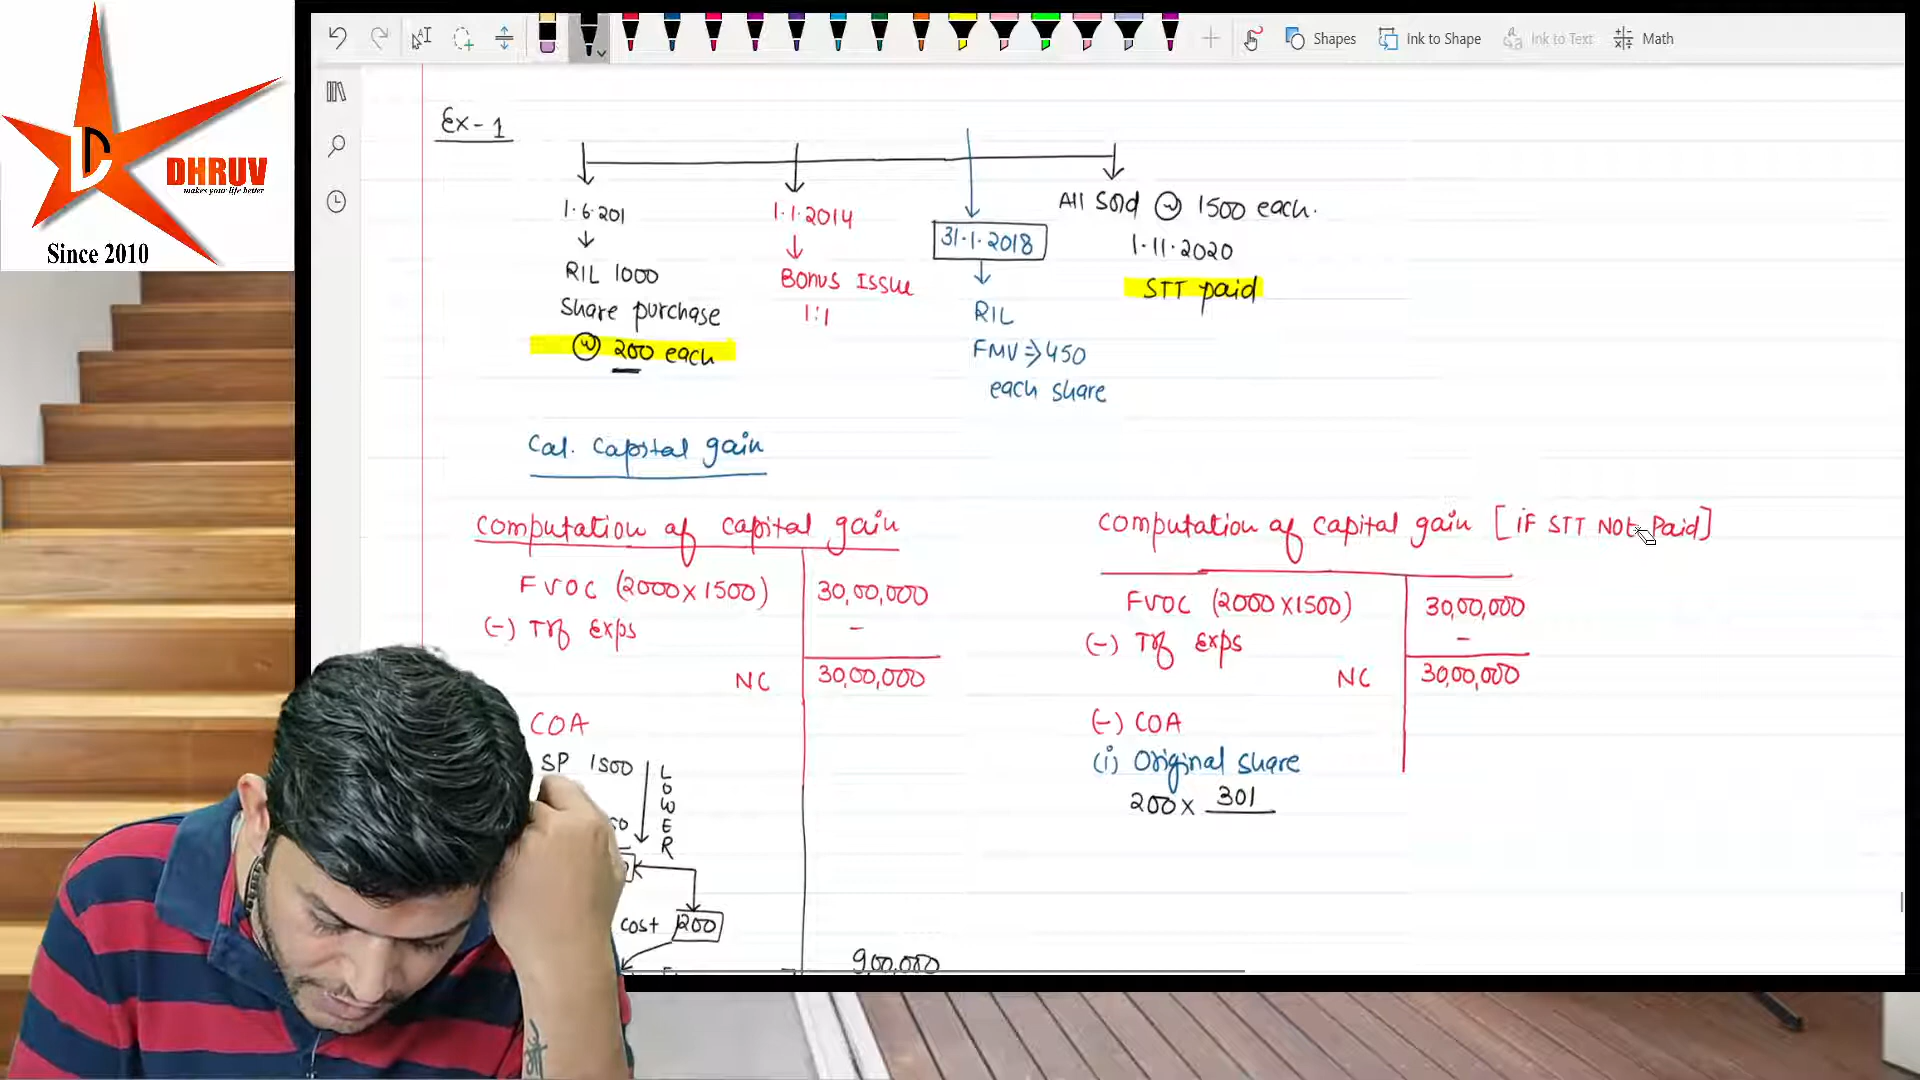 DC
DHRUV
makes your life better
Since 2010
Shapes
Ink to Shape
Ink to Text
Math
Ex-1
1.6.201
RIL 1000
Share purchase
@ 200 each
1.1.2014
Bonus Issue
1:1
31.1.2018
RIL
FMV ⇒ 450
each share
All Sold @ 1500 each.
1.11.2020
STT paid
Cal. Capital gain
Computation of capital gain
FVOC (2000 x 1500) 30,00,000
(-) Trf Exps -
NC 30,00,000
COA
SP 1500
LOWER
cost 200
900,000
Computation of capital gain [IF STT NOT Paid]
FVOC (2000 x 1500) 30,00,000
(-) Trf Exps -
NC 30,00,000
(-) COA
(i) Original share
200 x 301